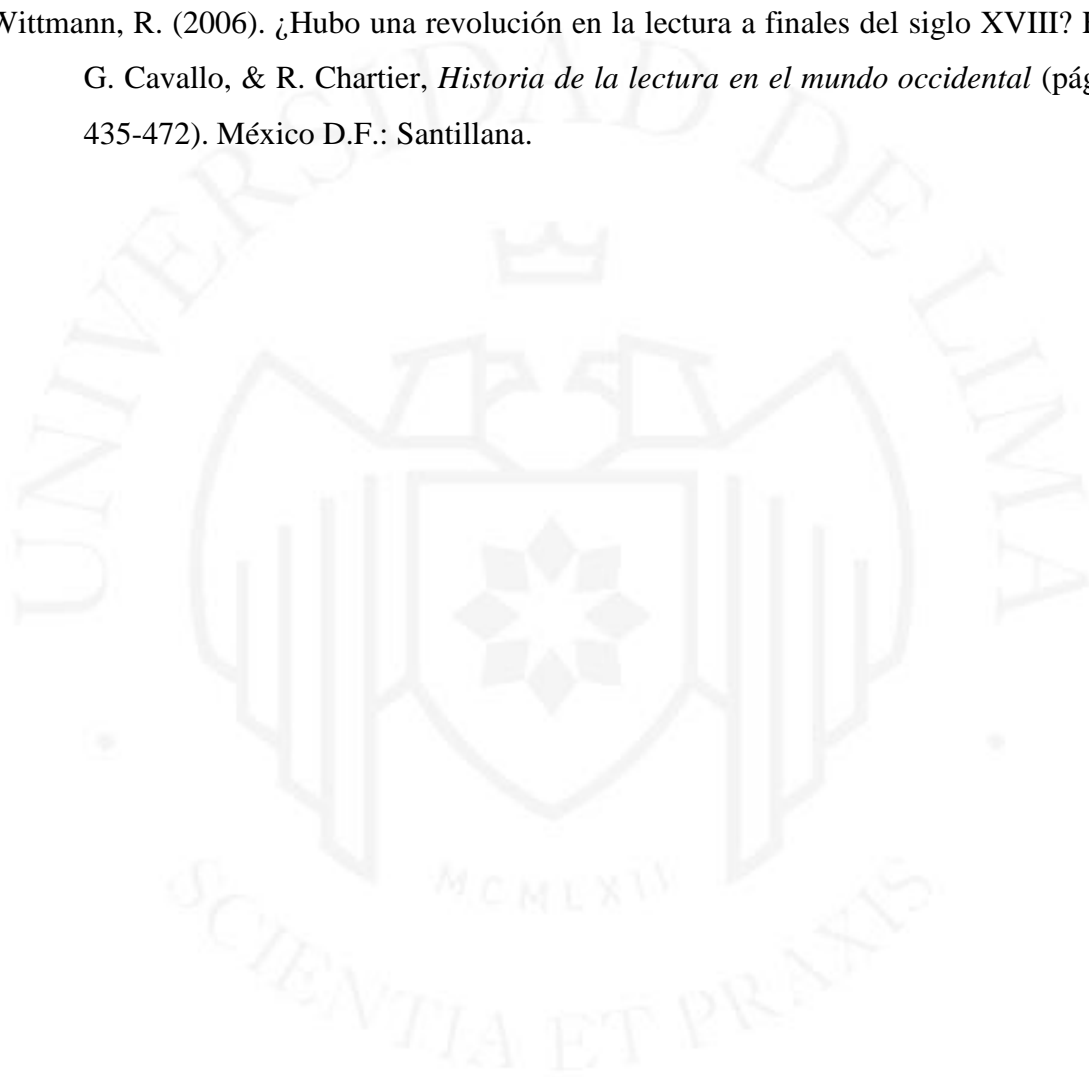 Wittmann, R. (2006). ¿Hubo una revolución en la lectura a finales del siglo XVIII?
G. Cavallo, & R. Chartier, Historia de la lectura en el mundo occidental (pág
435-472). México D.F.: Santillana.
UNIVERSIDAD DE LIMA
MCMLXII
SCIENTIA ET PRAXIS